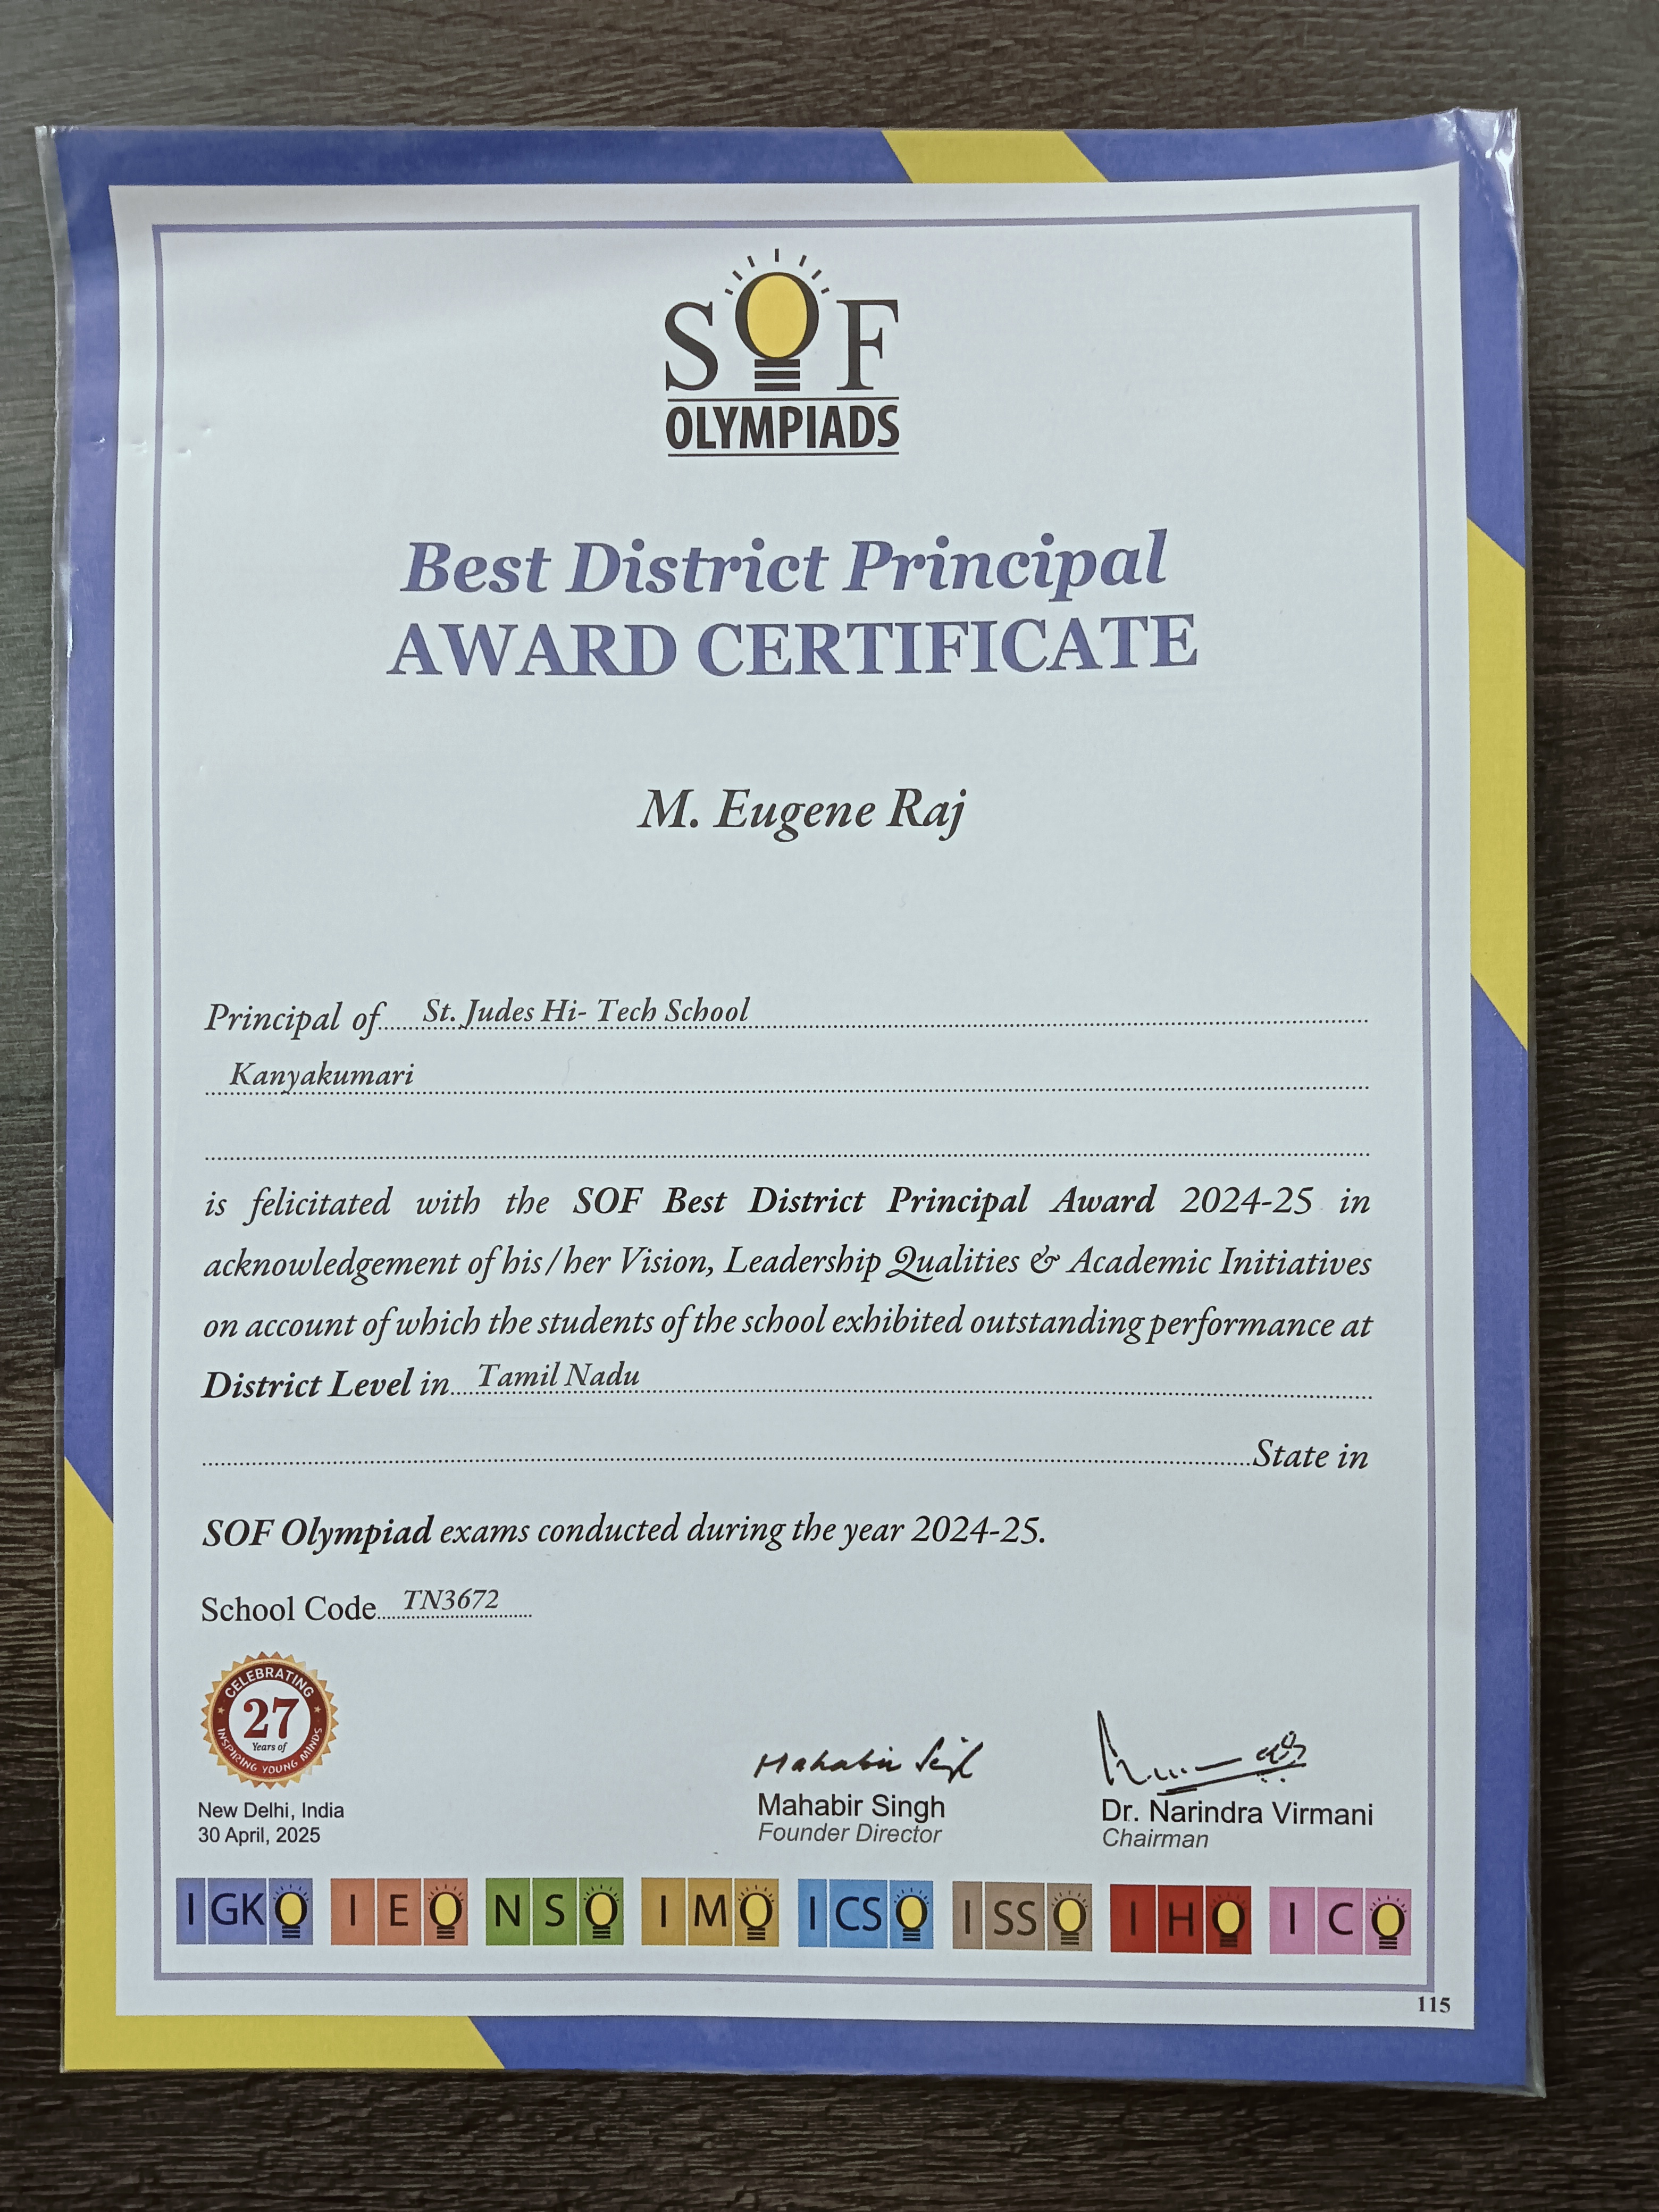 SOF
OLYMPIADS
Best District Principal
AWARD CERTIFICATE
M. Eugene Raj
Principal of St. Judes Hi- Tech School
Kanyakumari
is felicitated with the SOF Best District Principal Award 2024-25 in
acknowledgement of his/her Vision, Leadership Qualities & Academic Initiatives
on account of which the students of the school exhibited outstanding performance at
District Level in Tamil Nadu
State in
SOF Olympiad exams conducted during the year 2024-25.
School Code TN3672
CELEBRATING
27
Years of
INSPIRING YOUNG MINDS
New Delhi, India
30 April, 2025
Mahabir Singh
Mahabir Singh
Founder Director
Dr. Narindra Virmani
Chairman
IGKO IEO NSO IMO ICSO ISSO IHO ICO
115